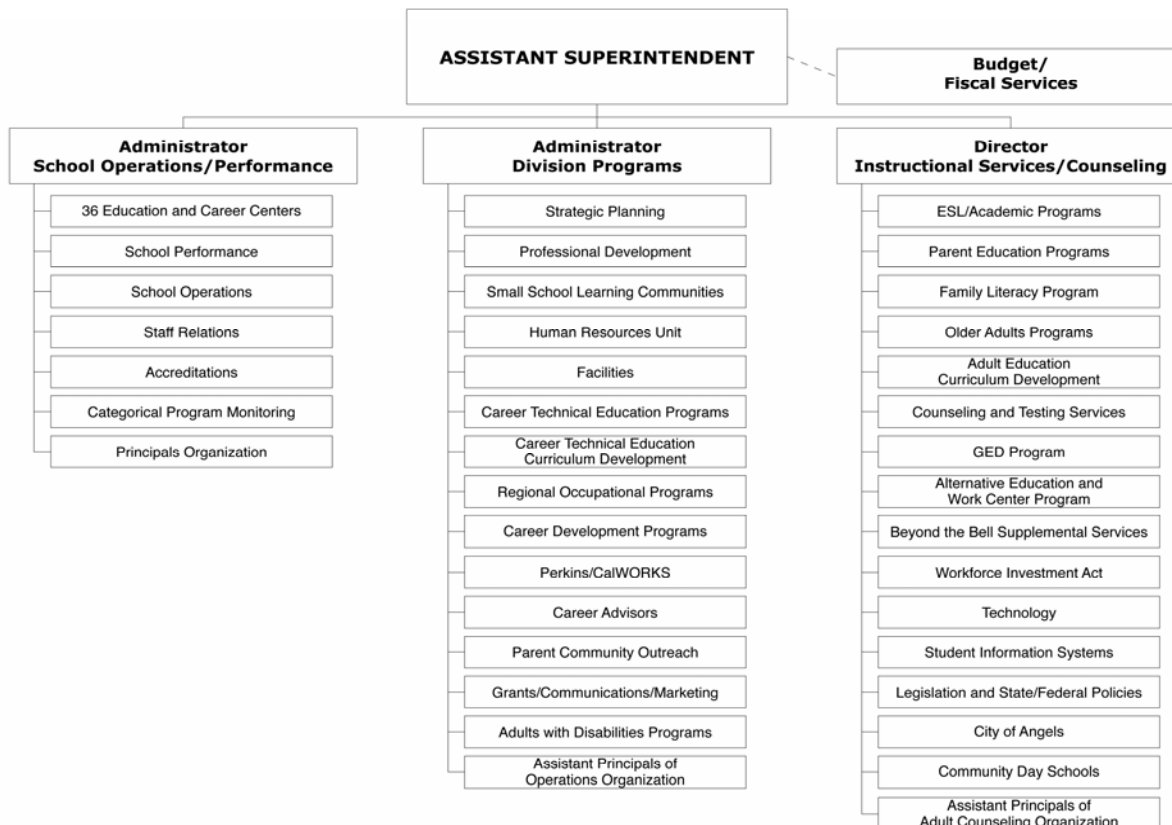 ASSISTANT SUPERINTENDENT
Budget/
Fiscal Services
Administrator
School Operations/Performance
36 Education and Career Centers
School Performance
School Operations
Staff Relations
Accreditations
Categorical Program Monitoring
Principals Organization
Administrator
Division Programs
Strategic Planning
Professional Development
Small School Learning Communities
Human Resources Unit
Facilities
Career Technical Education Programs
Career Technical Education
Curriculum Development
Regional Occupational Programs
Career Development Programs
Perkins/CalWORKS
Career Advisors
Parent Community Outreach
Grants/Communications/Marketing
Adults with Disabilities Programs
Assistant Principals of
Operations Organization
Director
Instructional Services/Counseling
ESL/Academic Programs
Parent Education Programs
Family Literacy Program
Older Adults Programs
Adult Education
Curriculum Development
Counseling and Testing Services
GED Program
Alternative Education and
Work Center Program
Beyond the Bell Supplemental Services
Workforce Investment Act
Technology
Student Information Systems
Legislation and State/Federal Policies
City of Angels
Community Day Schools
Assistant Principals of
Adult Counseling Organization